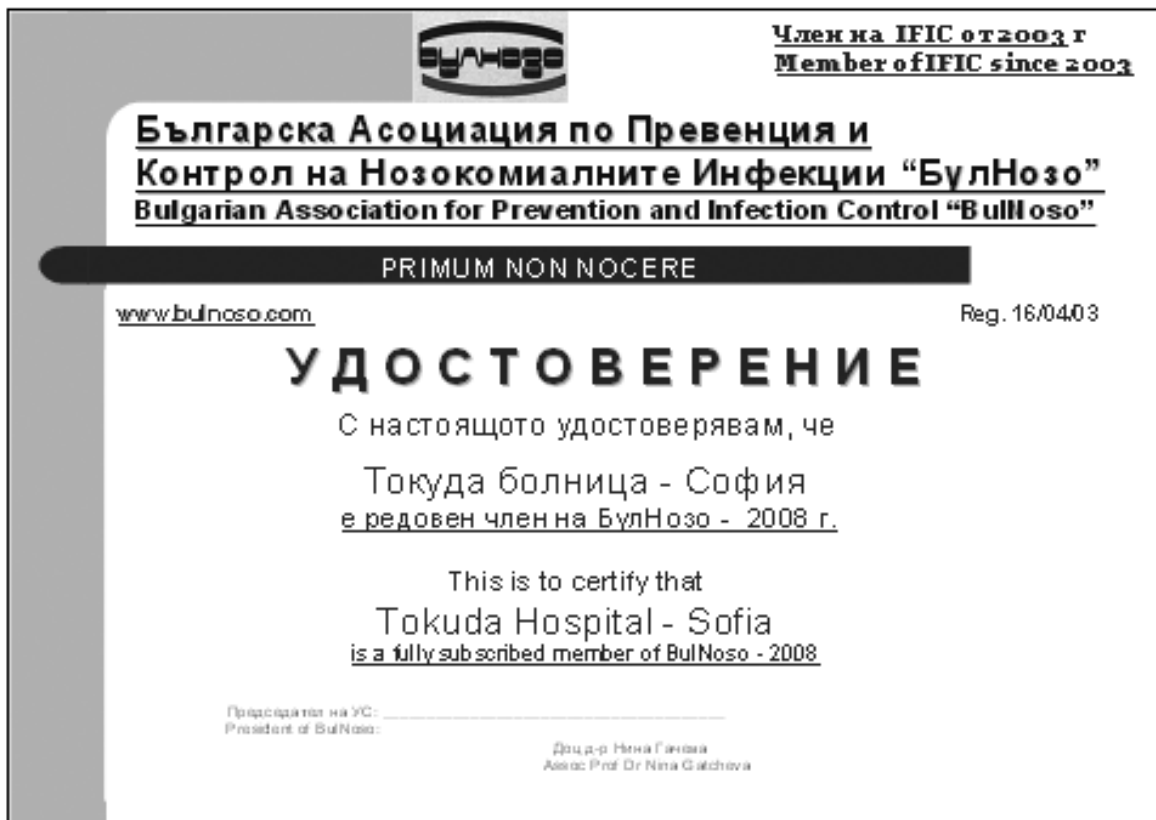 булнозо
Член на IFIC от 2003 г
Member of IFIC since 2003
Българска Асоциация по Превенция и
Контрол на Нозокомиалните Инфекции “БулНозо”
Bulgarian Association for Prevention and Infection Control “BulNoso”
PRIMUM NON NOCERE
www.bulnoso.com
Reg. 16/04/03
УДОСТОВЕРЕНИЕ
С настоящото удостоверявам, че
Токуда болница - София
е редовен член на БулНозо - 2008 г.
This is to certify that
Tokuda Hospital - Sofia
is a fully subscribed member of BulNoso - 2008
Председател на УС:
President of BulNoso:
Доц д-р Нина Гачова
Assoc Prof Dr Nina Gatcheva